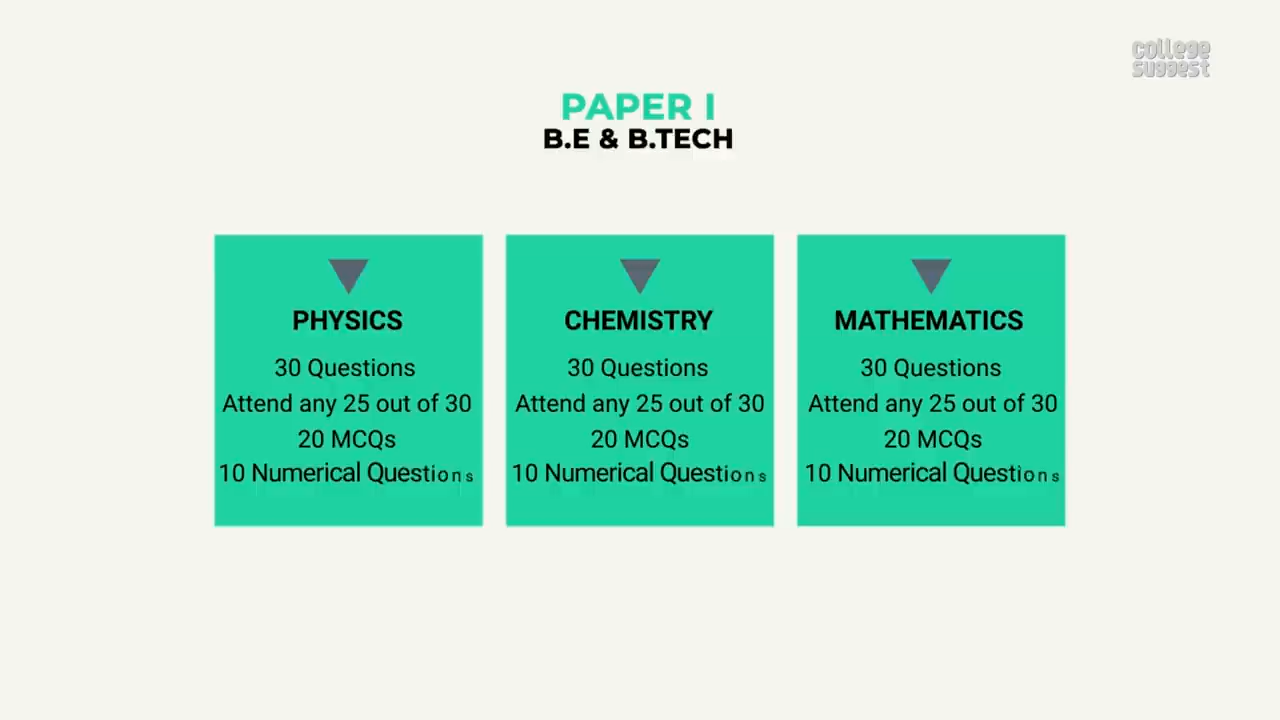 college
suggest
PAPER I
B.E & B.TECH
PHYSICS
30 Questions
Attend any 25 out of 30
20 MCQs
10 Numerical Questions
CHEMISTRY
30 Questions
Attend any 25 out of 30
20 MCQs
10 Numerical Questions
MATHEMATICS
30 Questions
Attend any 25 out of 30
20 MCQs
10 Numerical Questions